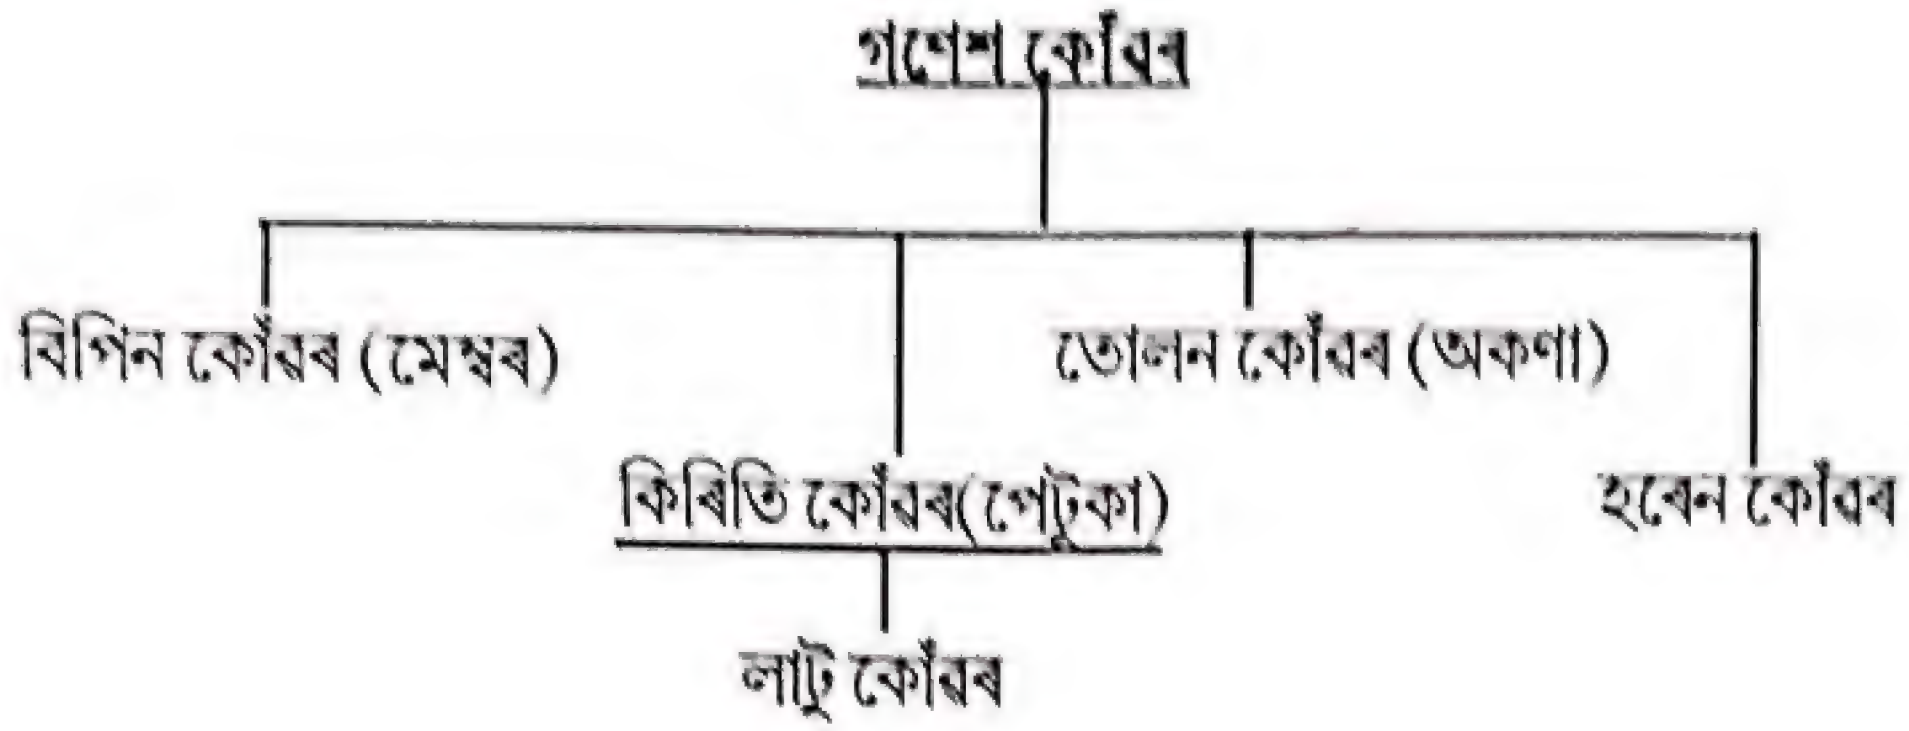 গণেশ কোঁৱৰ
বিপিন কোঁৱৰ (মেম্বৰ)
তোলন কোঁৱৰ (অকণা)
কিৰিতি কোঁৱৰ(পেটুকা)
হৰেন কোঁৱৰ
লাটু কোঁৱৰ